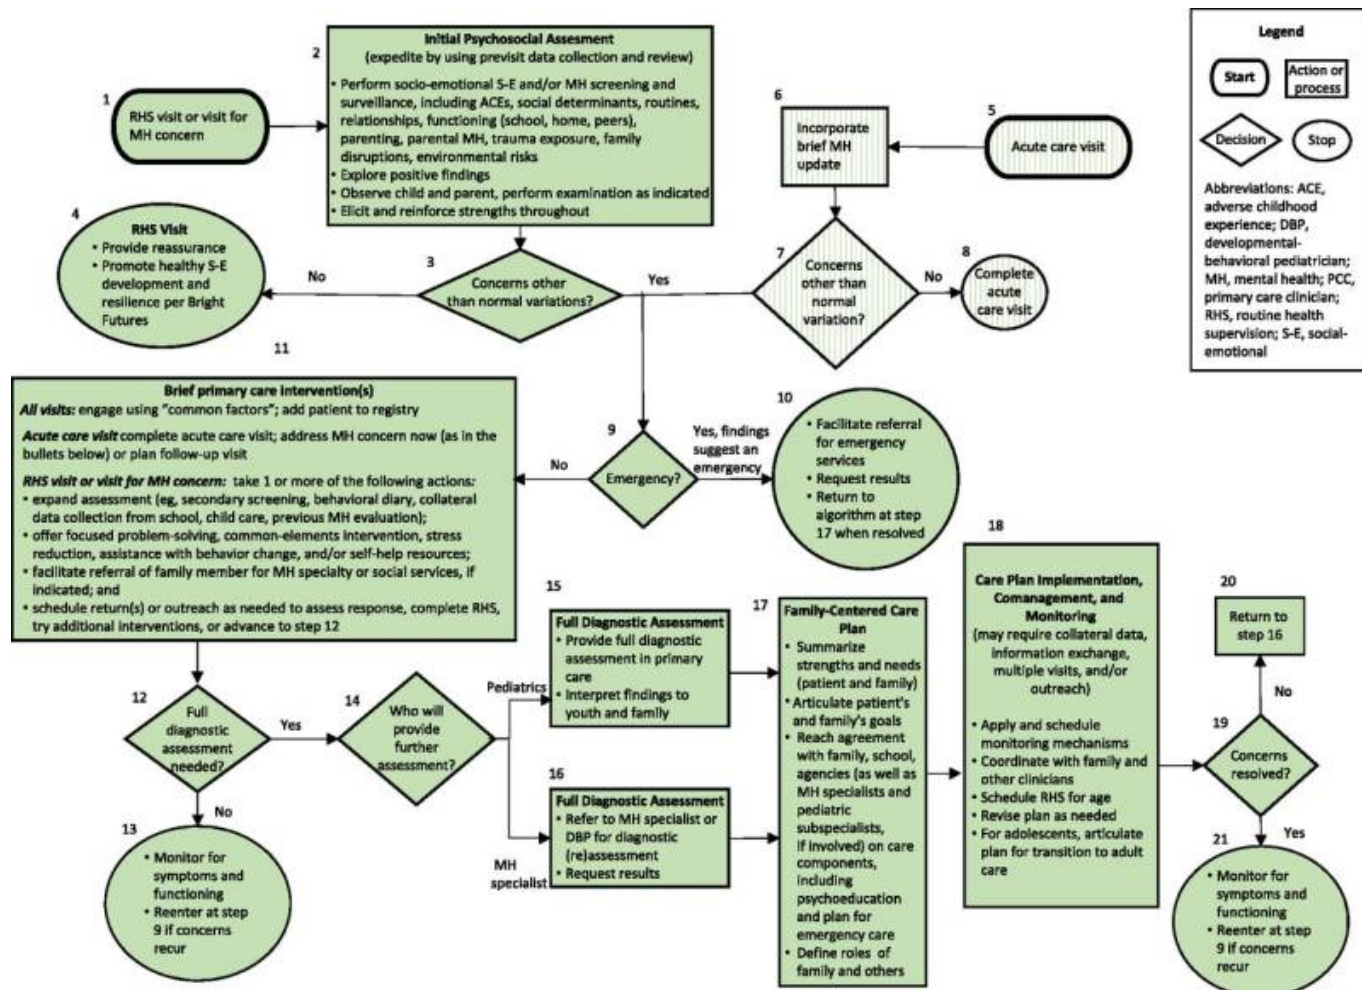 1
RHS visit or visit for
MH concern
2
Initial Psychosocial Assesment
(expedite by using previsit data collection and review)
• Perform socio-emotional S-E and/or MH screening and
surveillance, including ACEs, social determinants, routines,
relationships, functioning (school, home, peers),
parenting, parental MH, trauma exposure, family
disruptions, environmental risks
• Explore positive findings
• Observe child and parent, perform examination as indicated
• Elicit and reinforce strengths throughout
6
Incorporate
brief MH
update
5
Acute care visit
Legend
Start
Action or
process
Decision
Stop
Abbreviations: ACE,
adverse childhood
experience; DBP,
developmental-
behavioral pediatrician;
MH, mental health; PCC,
primary care clinician;
RHS, routine health
supervision; S-E, social-
emotional
4
RHS Visit
• Provide reassurance
• Promote healthy S-E
development and
resilience per Bright
Futures
No
3
Concerns other
than normal variations?
Yes
7
Concerns
other than
normal
variation?
No
8
Complete
acute
care visit
11
Brief primary care intervention(s)
All visits: engage using "common factors"; add patient to registry
Acute care visit complete acute care visit; address MH concern now (as in the
bullets below) or plan follow-up visit
RHS visit or visit for MH concern: take 1 or more of the following actions:
• expand assessment (eg, secondary screening, behavioral diary, collateral
data collection from school, child care, previous MH evaluation);
• offer focused problem-solving, common-elements intervention, stress
reduction, assistance with behavior change, and/or self-help resources;
• facilitate referral of family member for MH specialty or social services, if
indicated; and
• schedule return(s) or outreach as needed to assess response, complete RHS,
try additional interventions, or advance to step 12
No
9
Emergency?
Yes, findings
suggest an
emergency
10
• Facilitate referral
for emergency
services
• Request results
• Return to
algorithm at step
17 when resolved
12
Full
diagnostic
assessment
needed?
Yes
No
13
• Monitor for
symptoms and
functioning
• Reenter at step
9 if concerns
recur
14
Who will
provide
further
assessment?
Pediatrics
MH
specialist
15
Full Diagnostic Assessment
• Provide full diagnostic
assessment in primary
care
• Interpret findings to
youth and family
16
Full Diagnostic Assessment
• Refer to MH specialist or
DBP for diagnostic
(re)assessment
• Request results
17
Family-Centered Care
Plan
• Summarize
strengths and needs
(patient and family)
• Articulate patient's
and family's goals
• Reach agreement
with family, school,
agencies (as well as
MH specialists and
pediatric
subspecialists,
if involved) on care
components,
including
psychoeducation
and plan for
emergency care
• Define roles of
family and others
18
Care Plan Implementation,
Comanagement, and
Monitoring
(may require collateral data,
information exchange,
multiple visits, and/or
outreach)
• Apply and schedule
monitoring mechanisms
• Coordinate with family and
other clinicians
• Schedule RHS for age
• Revise plan as needed
• For adolescents, articulate
plan for transition to adult
care
20
Return to
step 16
No
19
Concerns
resolved?
Yes
21
• Monitor for
symptoms and
functioning
• Reenter at step
9 if concerns
recur